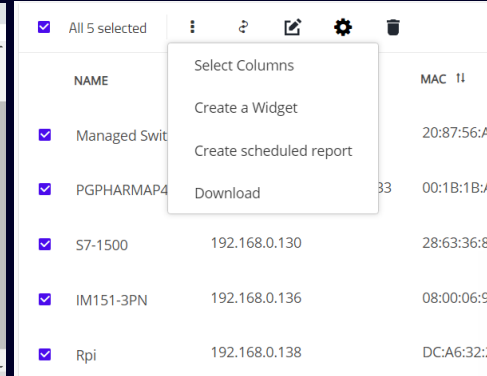 All 5 selected
Select Columns
Create a Widget
Create scheduled report
Download
NAME MAC
Managed Swit 20:87:56:A
PGPHARMAP4 33 00:1B:1B:
S7-1500 192.168.0.130 28:63:36:8
IM151-3PN 192.168.0.136 08:00:06:9
Rpi 192.168.0.138 DC:A6:32: